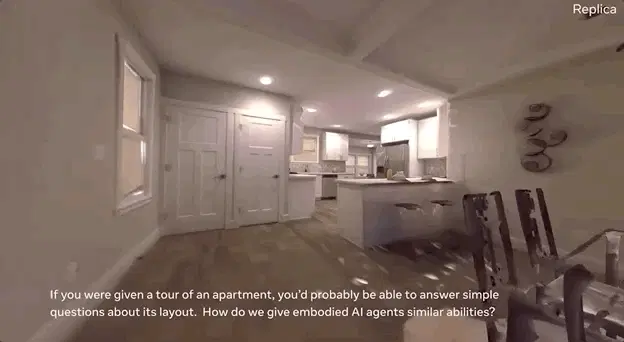 Replica
If you were given a tour of an apartment, you'd probably be able to answer simple
questions about its layout.  How do we give embodied AI agents similar abilities?